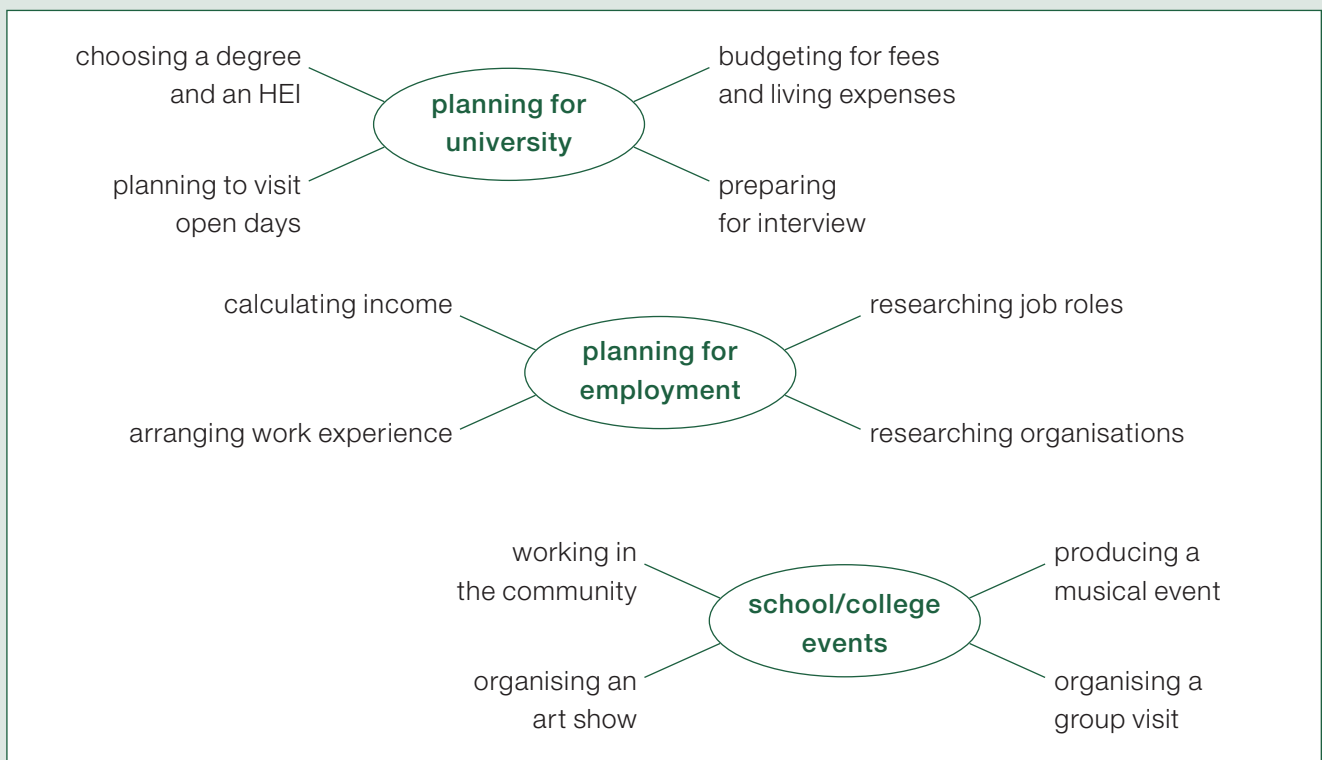 choosing a degree
and an HEI
planning for
university
budgeting for fees
and living expenses
planning to visit
open days
preparing
for interview
calculating income
planning for
employment
researching job roles
arranging work experience
researching organisations
working in
the community
school/college
events
producing a
musical event
organising an
art show
organising a
group visit